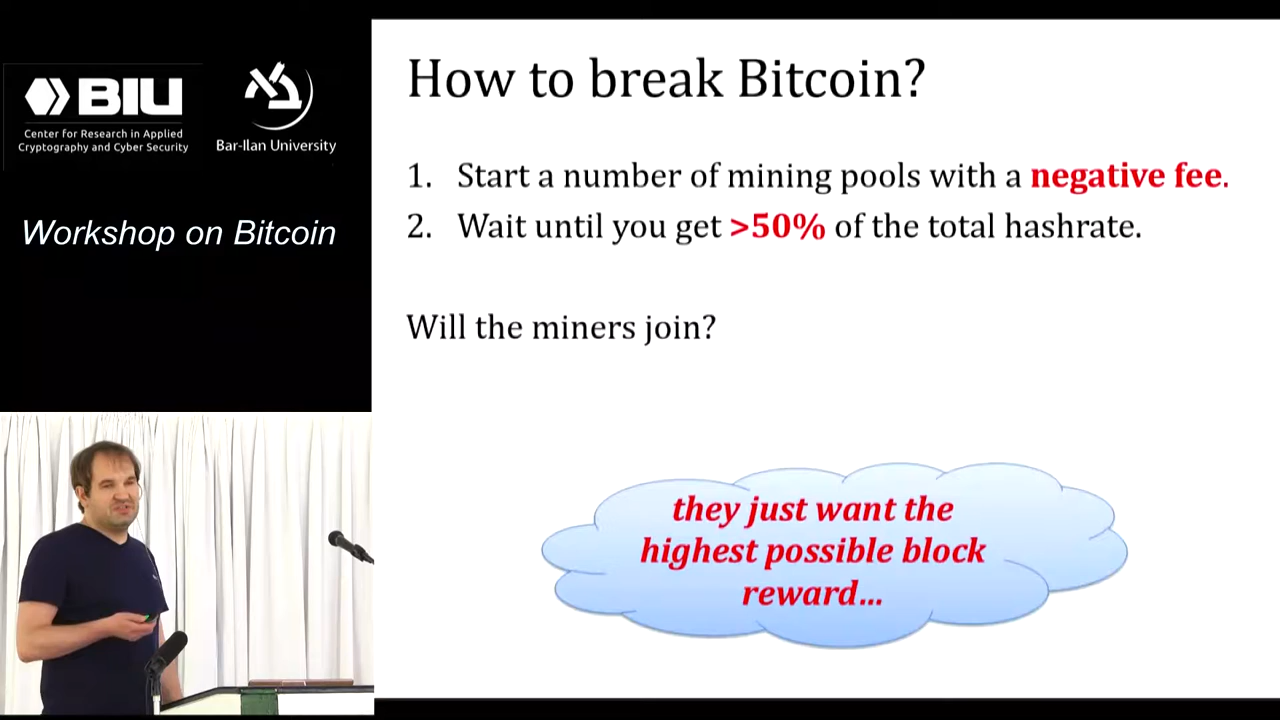 BIU
Center for Research in Applied
Cryptography and Cyber Security
Bar-Ilan University
Workshop on Bitcoin
How to break Bitcoin?
1. Start a number of mining pools with a negative fee.
2. Wait until you get >50% of the total hashrate.
Will the miners join?
they just want the
highest possible block
reward...